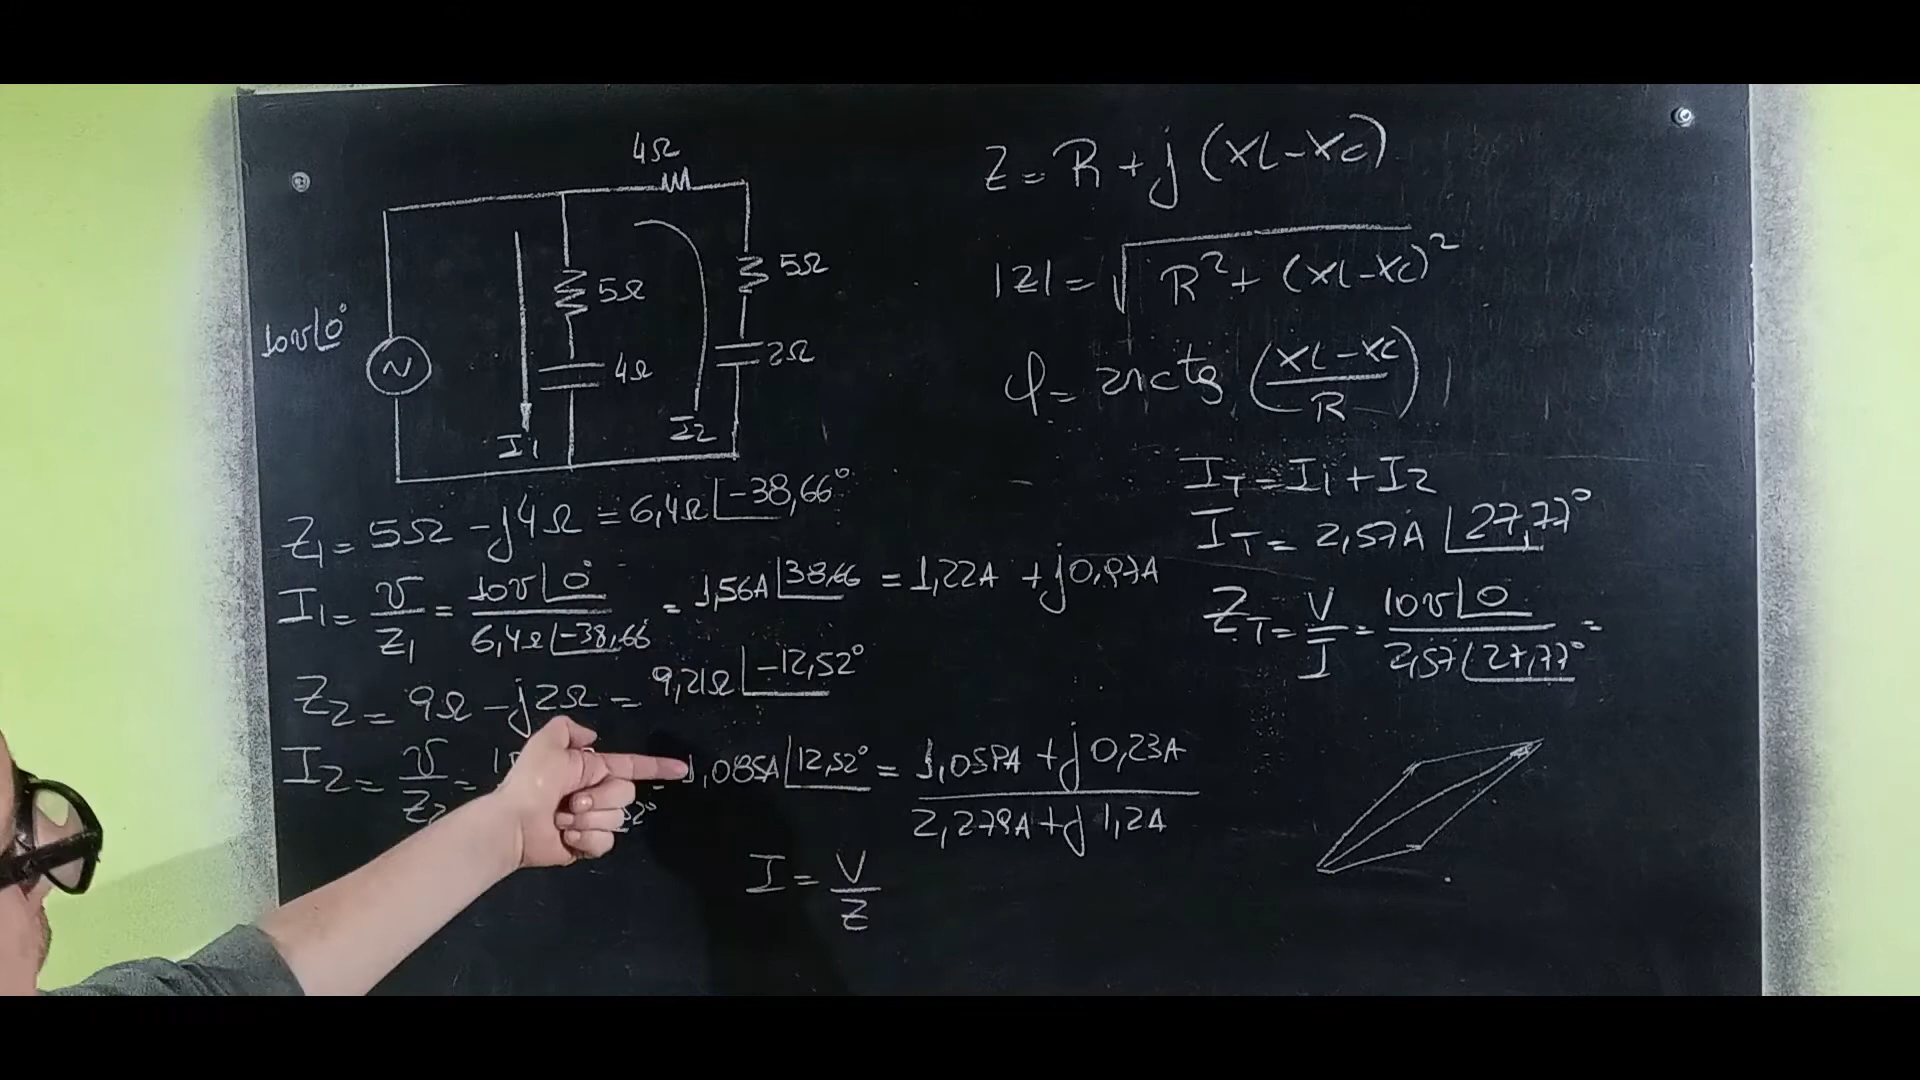 4Ω
10v∠0°
5Ω
5Ω
4Ω
2Ω
I1
I2
Z1 = 5Ω - j4Ω = 6,4Ω∠-38,66°
I1 = v/Z1 = 10v∠0°/6,4Ω∠-38,66 = 1,56A∠38,66 = 1,22A + j0,97A
Z2 = 9Ω - j2Ω = 9,21Ω∠-12,52°
I2 = v/Z2 = 1,085A∠12,52° = 1,059A + j0,23A
2,279A + j1,2A
I = V/Z
Z = R + j(XL-XC)
|Z| = √R² + (XL-XC)²
φ = arctg (XL-XC/R)
IT = I1 + I2
IT = 2,57A∠27,77°
ZT = V/I = 10v∠0/2,57∠27,77° =